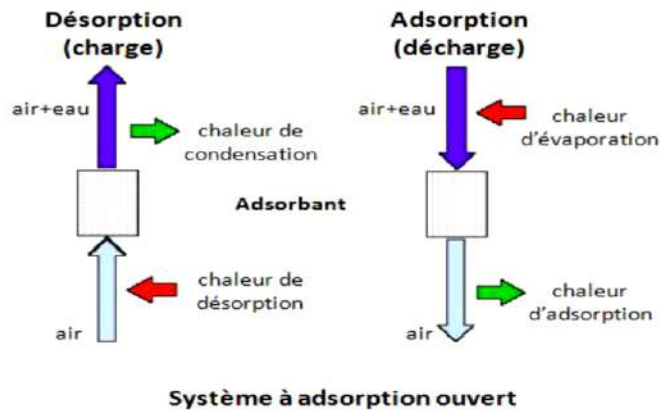 Désorption
(charge)
air+eau
chaleur de
condensation
chaleur de
désorption
air
Adsorbant
Adsorption
(décharge)
air+eau
chaleur
d'évaporation
chaleur
d'adsorption
air
Système à adsorption ouvert